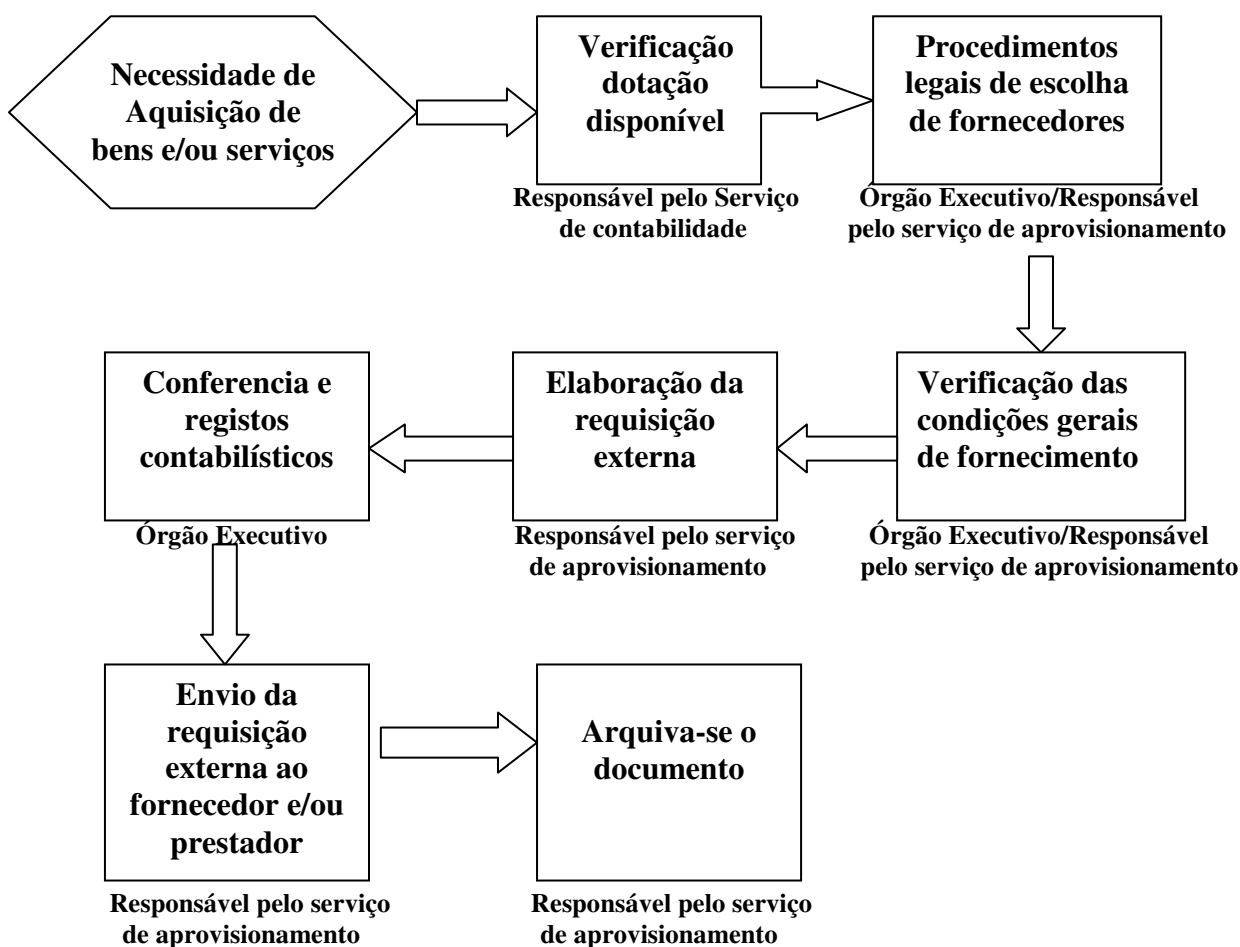 Necessidade de
Aquisição de
bens e/ou serviços
Verificação
dotação
disponível
Responsável pelo Serviço
de contabilidade
Procedimentos
legais de escolha
de fornecedores
Órgão Executivo/Responsável
pelo serviço de aprovisionamento
Verificação das
condições gerais
de fornecimento
Órgão Executivo/Responsável
pelo serviço de aprovisionamento
Elaboração da
requisição
externa
Responsável pelo serviço
de aprovisionamento
Conferencia e
registos
contabilísticos
Órgão Executivo
Envio da
requisição
externa ao
fornecedor e/ou
prestador
Responsável pelo serviço
de aprovisionamento
Arquiva-se o
documento
Responsável pelo serviço
de aprovisionamento